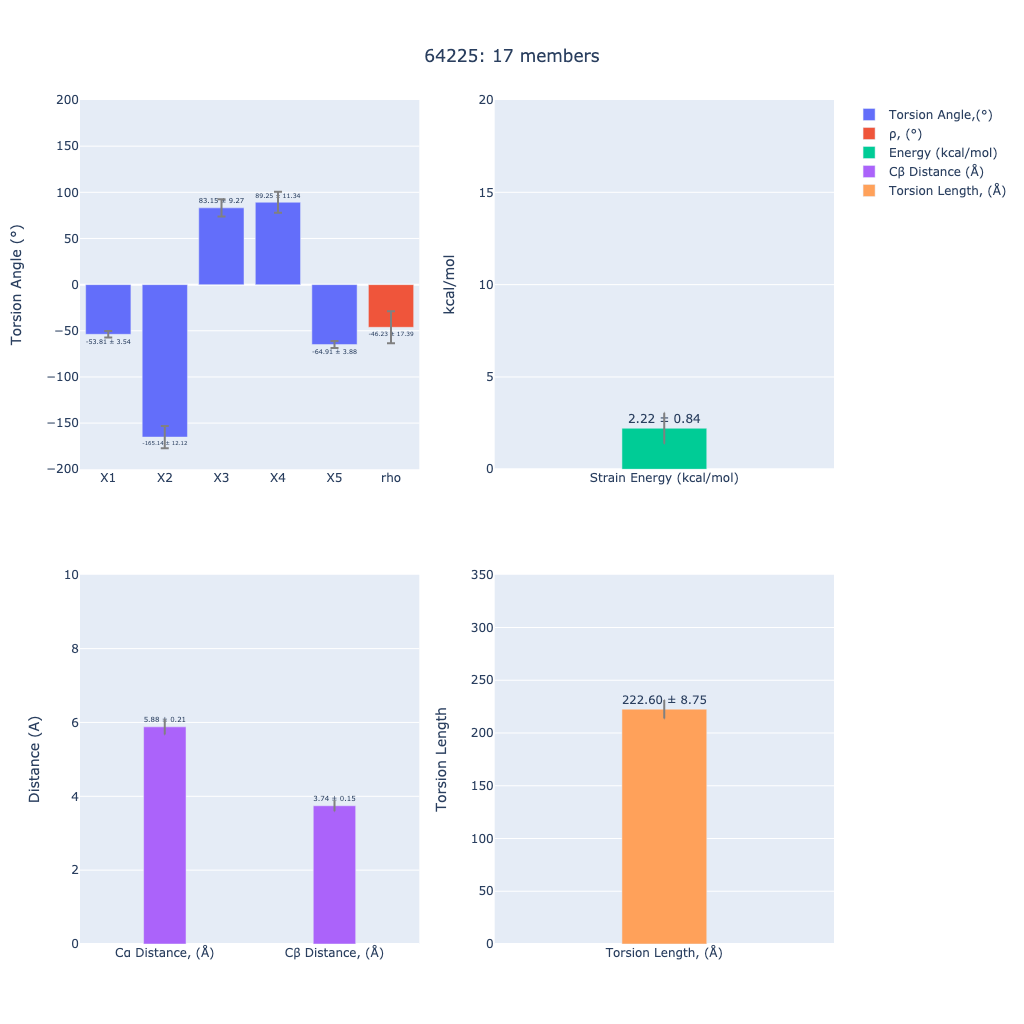 64225: 17 members
Torsion Angle (°)
200
150
100
50
0
−50
−100
−150
−200
-53.81 ± 3.54
-165.14 ± 12.12
83.15 ± 9.27
89.25 ± 11.34
-64.91 ± 3.88
-46.23 ± 17.39
X1 X2 X3 X4 X5 rho
kcal/mol
20
15
10
5
0
2.22 ± 0.84
Strain Energy (kcal/mol)
Torsion Angle,(°)
ρ, (°)
Energy (kcal/mol)
Cβ Distance (Å)
Torsion Length, (Å)
Distance (A)
10
8
6
4
2
0
5.88 ± 0.21
3.74 ± 0.15
Cα Distance, (Å) Cβ Distance, (Å)
Torsion Length
350
300
250
200
150
100
50
0
222.60 ± 8.75
Torsion Length, (Å)